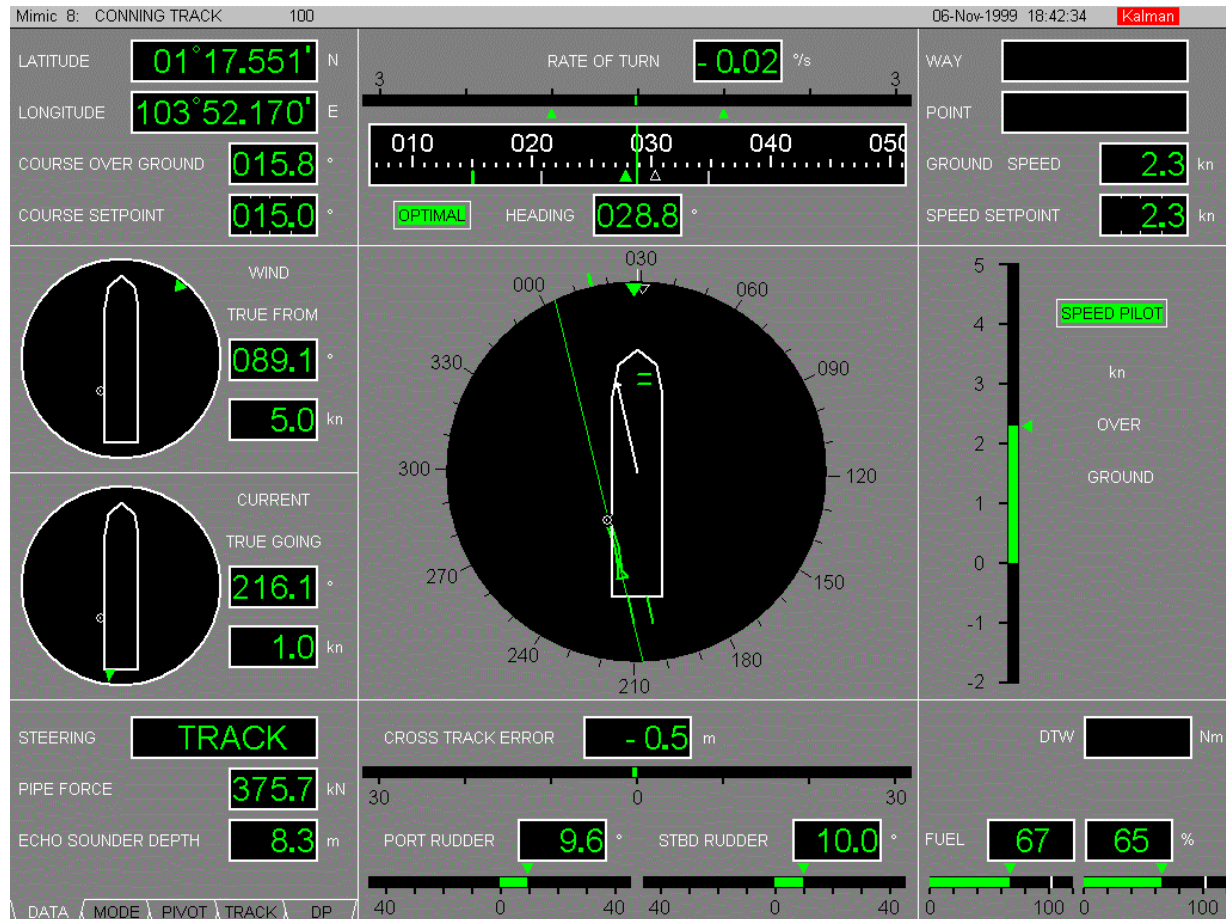 Mimic 8: CONNING TRACK 100 06-Nov-1999 18:42:34 Kalman
LATITUDE 01°17.551' N
LONGITUDE 103°52.170' E
COURSE OVER GROUND 015.8 °
COURSE SETPOINT 015.0 °
RATE OF TURN - 0.02 °/s
3 3
010 020 030 040 050
OPTIMAL HEADING 028.8 °
WAY
POINT
GROUND SPEED 2.3 kn
SPEED SETPOINT 2.3 kn
WIND
TRUE FROM
089.1 °
5.0 kn
CURRENT
TRUE GOING
216.1 °
1.0 kn
030
000 060
330 090
300 120
270 150
240 180
210
5
4
3
2
1
0
-1
-2
SPEED PILOT
kn
OVER
GROUND
STEERING TRACK
PIPE FORCE 375.7 kN
ECHO SOUNDER DEPTH 8.3 m
CROSS TRACK ERROR - 0.5 m
30 0 30
PORT RUDDER 9.6 ° STBD RUDDER 10.0 °
40 0 40 40 0 40
DTW Nm
FUEL 67 65 %
0 100 0 100
DATA MODE PIVOT TRACK DP